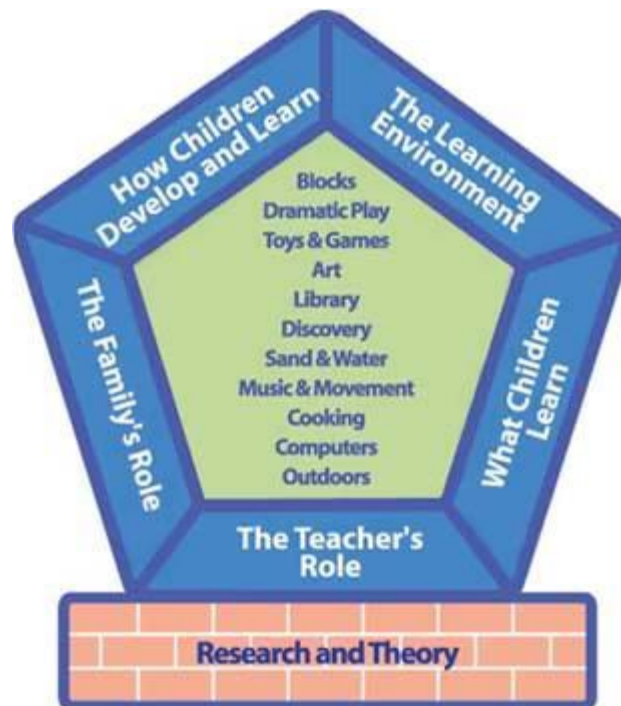 How Children
Develop and Learn
The Learning
Environment
Blocks
Dramatic Play
Toys & Games
Art
Library
Discovery
Sand & Water
Music & Movement
Cooking
Computers
Outdoors
The Family's Role
What Children
Learn
The Teacher's
Role
Research and Theory